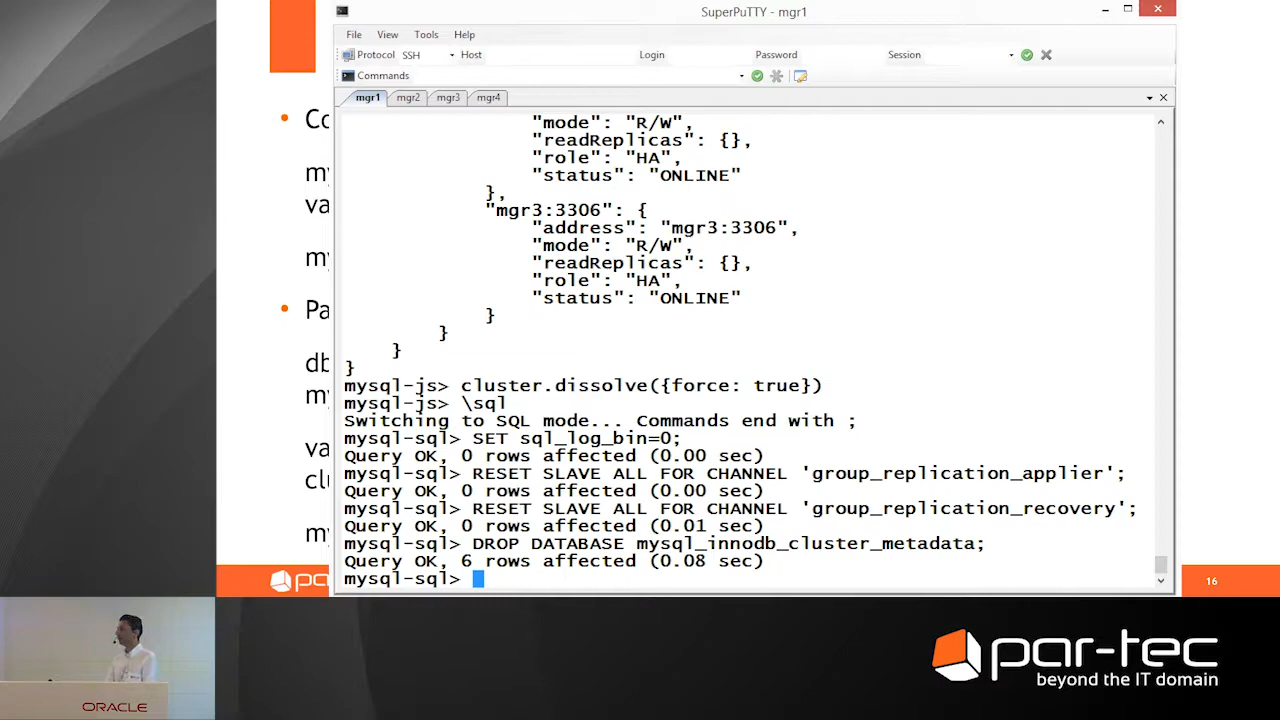 SuperPuTTY - mgr1
File View Tools Help
Protocol SSH Host Login Password Session
Commands
mgr1 mgr2 mgr3 mgr4
"mode": "R/W",
"readReplicas": {},
"role": "HA",
"status": "ONLINE"
},
"mgr3:3306": {
"address": "mgr3:3306",
"mode": "R/W",
"readReplicas": {},
"role": "HA",
"status": "ONLINE"
}
}
}
}
mysql-js> cluster.dissolve({force: true})
mysql-js> \sql
Switching to SQL mode... Commands end with ;
mysql-sql> SET sql_log_bin=0;
Query OK, 0 rows affected (0.00 sec)
mysql-sql> RESET SLAVE ALL FOR CHANNEL 'group_replication_applier';
Query OK, 0 rows affected (0.00 sec)
mysql-sql> RESET SLAVE ALL FOR CHANNEL 'group_replication_recovery';
Query OK, 0 rows affected (0.01 sec)
mysql-sql> DROP DATABASE mysql_innodb_cluster_metadata;
Query OK, 6 rows affected (0.08 sec)
mysql-sql>
16
ORACLE
par-tec
beyond the IT domain